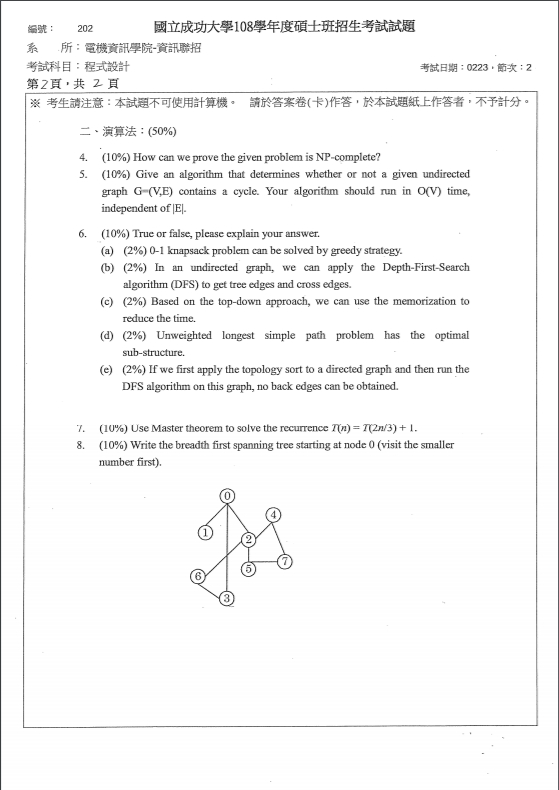 編號： 202
國立成功大學108學年度碩士班招生考試試題
系 所：電機資訊學院-資訊聯招
考試科目：程式設計
考試日期：0223，節次：2
第2頁，共 2 頁
※ 考生請注意：本試題不可使用計算機。 請於答案卷(卡)作答，於本試題紙上作答者，不予計分。
二、演算法：(50%)
4. (10%) How can we prove the given problem is NP-complete?
5. (10%) Give an algorithm that determines whether or not a given undirected
graph G=(V,E) contains a cycle. Your algorithm should run in O(V) time,
independent of |E|.
6. (10%) True or false, please explain your answer.
(a) (2%) 0-1 knapsack problem can be solved by greedy strategy.
(b) (2%) In an undirected graph, we can apply the Depth-First-Search
algorithm (DFS) to get tree edges and cross edges.
(c) (2%) Based on the top-down approach, we can use the memorization to
reduce the time.
(d) (2%) Unweighted longest simple path problem has the optimal
sub-structure.
(e) (2%) If we first apply the topology sort to a directed graph and then run the
DFS algorithm on this graph, no back edges can be obtained.
7. (10%) Use Master theorem to solve the recurrence T(n) = T(2n/3) + 1.
8. (10%) Write the breadth first spanning tree starting at node 0 (visit the smaller
number first).
0
4
1
2
7
5
6
3